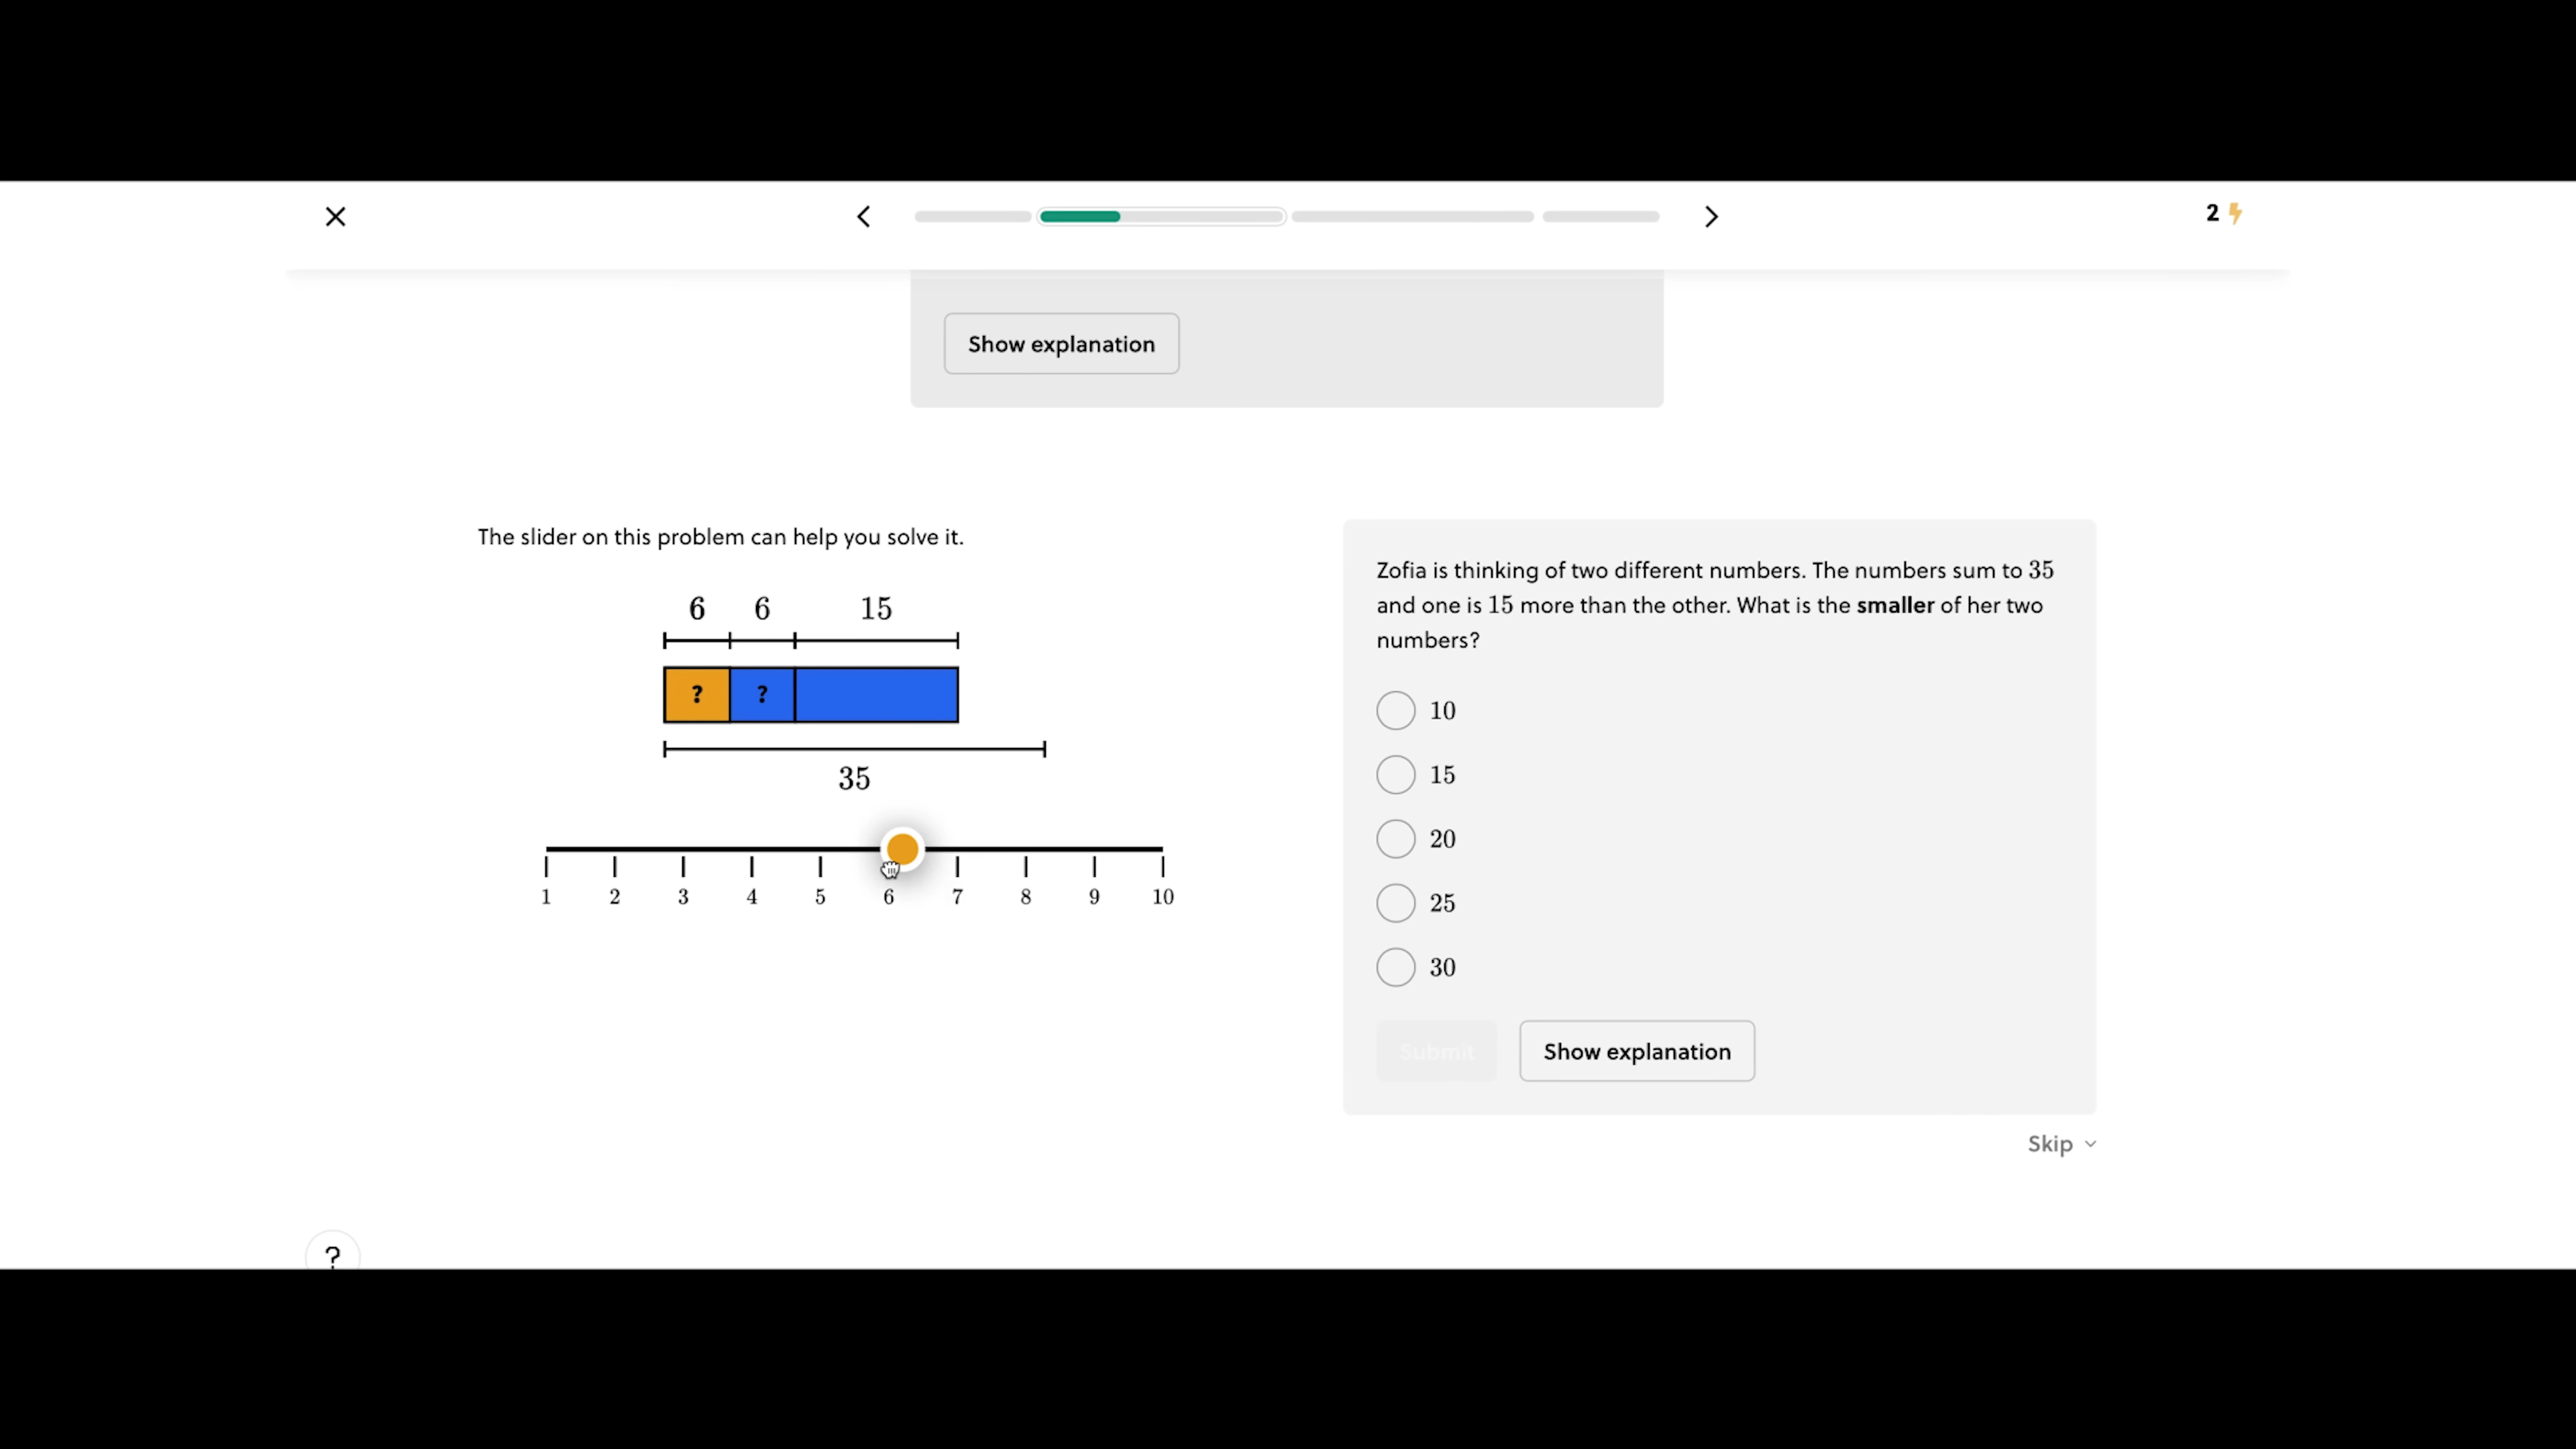 2
Show explanation
The slider on this problem can help you solve it.
6 6 15
? ?
35
1 2 3 4 5 6 7 8 9 10
Zofia is thinking of two different numbers. The numbers sum to 35
and one is 15 more than the other. What is the smaller of her two
numbers?
10
15
20
25
30
Submit Show explanation
Skip
?